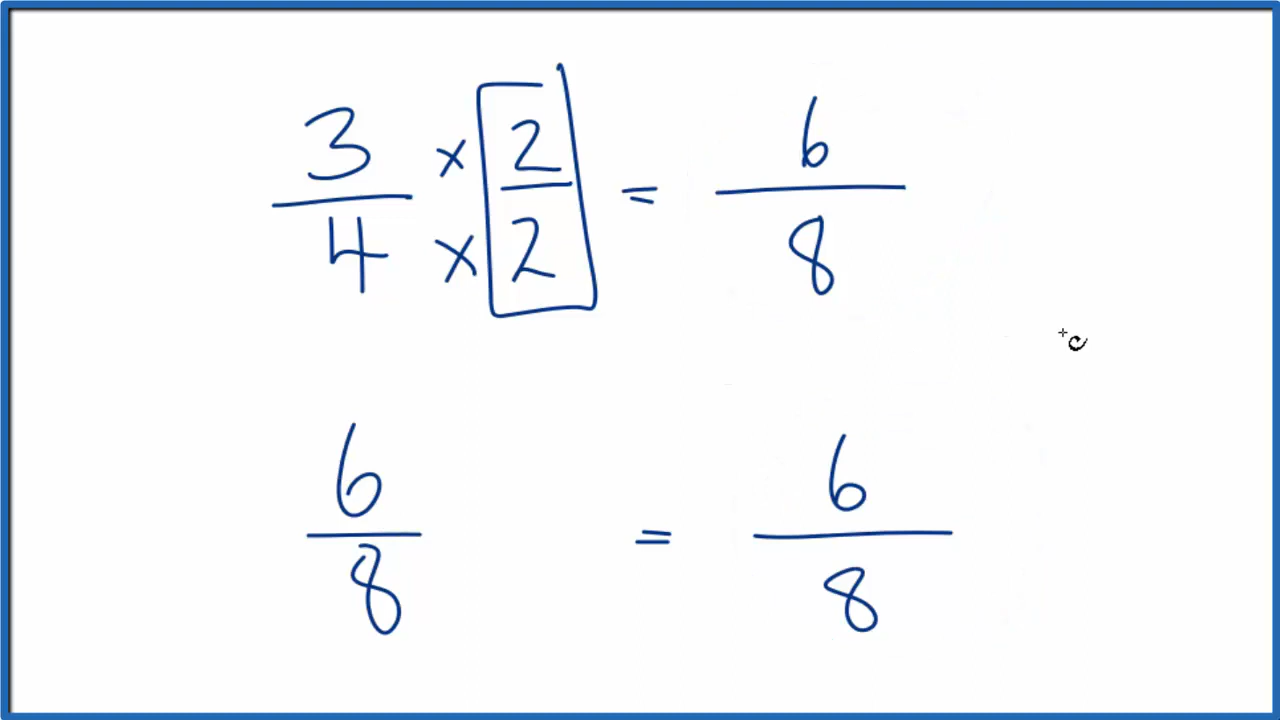 3/4 × 2/2 = 6/8
6/8 = 6/8